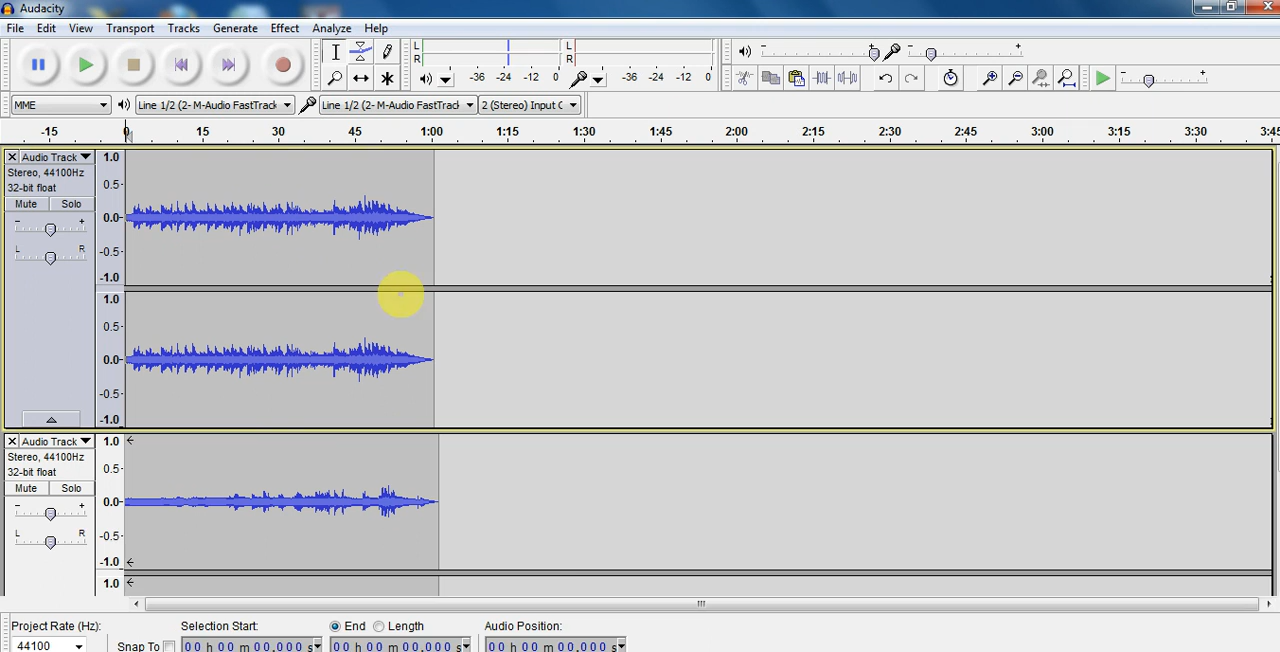 Audacity
File Edit View Transport Tracks Generate Effect Analyze Help
L L
R R
-36 -24 -12 0 -36 -24 -12 0
MME Line 1/2 (2- M-Audio FastTrack Line 1/2 (2- M-Audio FastTrack 2 (Stereo) Input C
-15 0 15 30 45 1:00 1:15 1:30 1:45 2:00 2:15 2:30 2:45 3:00 3:15 3:30 3:45
Audio Track 1.0
Stereo, 44100Hz
32-bit float 0.5
Mute Solo
- + 0.0
L R
-0.5
-1.0
1.0
0.5
0.0
-0.5
-1.0
Audio Track 1.0
Stereo, 44100Hz
32-bit float 0.5
Mute Solo
- + 0.0
L R
-0.5
-1.0
1.0
Project Rate (Hz): Selection Start: End Length Audio Position:
44100 Snap To 00 h 00 m 00.000 s 00 h 00 m 00.000 s 00 h 00 m 00.000 s